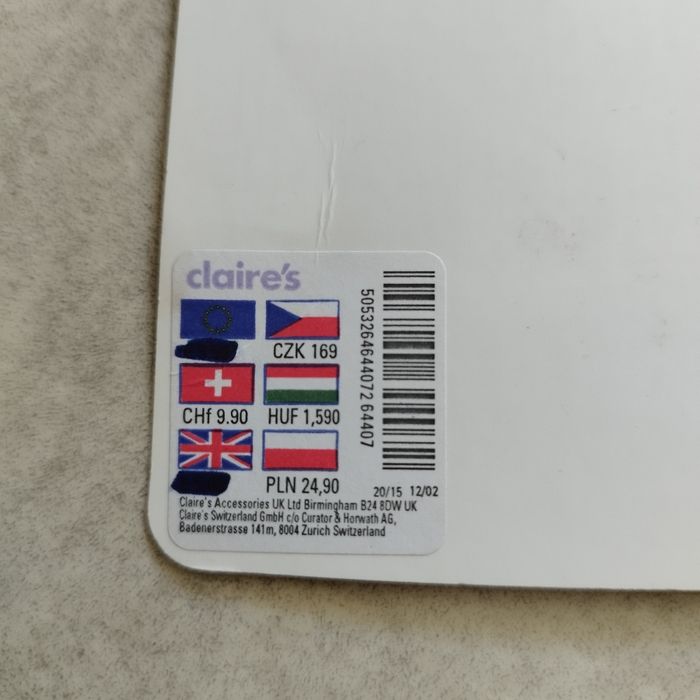 claire's
CZK 169
CHf 9.90 HUF 1,590
PLN 24,90
5053264644072 64407
20/15 12/02
Claire's Accessories UK Ltd Birmingham B24 8DW UK
Claire's Switzerland GmbH c/o Curator & Horwath AG,
Badenerstrasse 141m, 8004 Zurich Switzerland